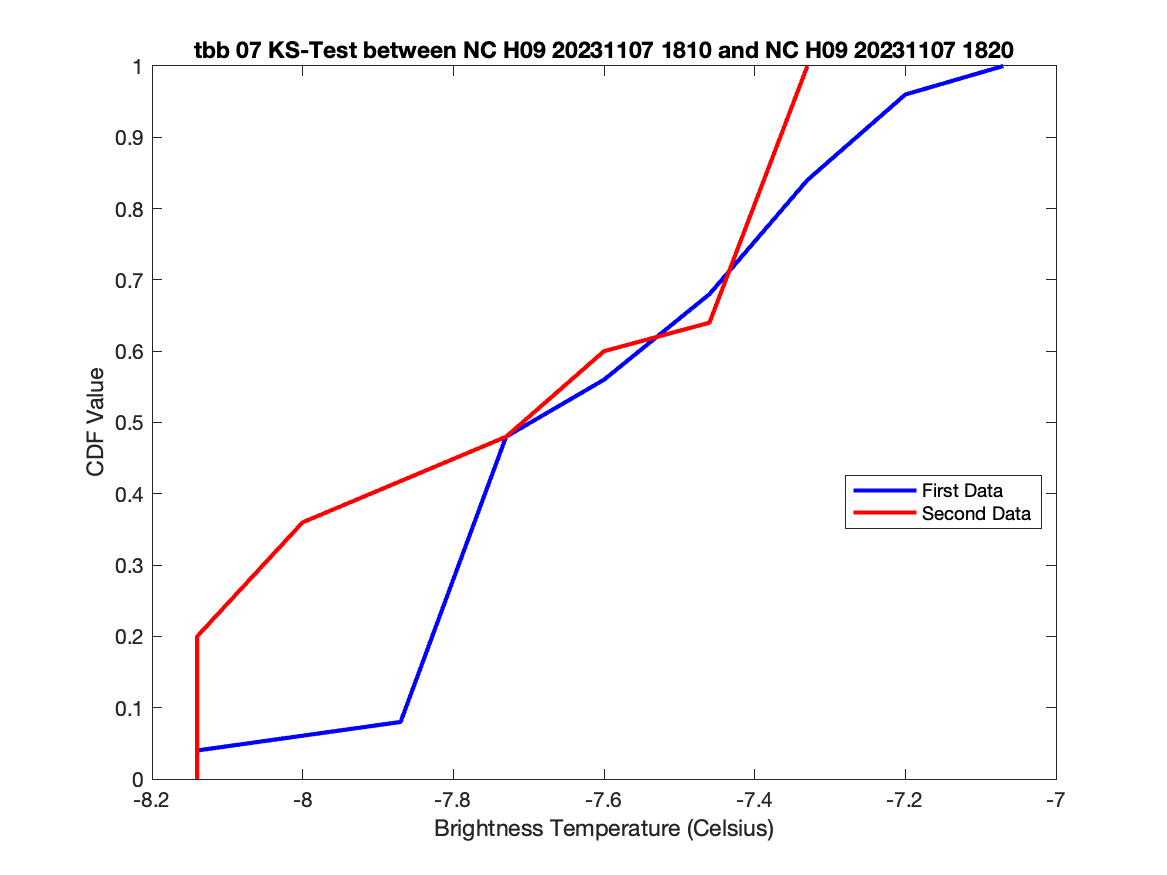 tbb 07 KS-Test between NC H09 20231107 1810 and NC H09 20231107 1820
1
0.9
0.8
0.7
0.6
0.5
0.4
0.3
0.2
0.1
0
CDF Value
First Data
Second Data
-8.2 -8 -7.8 -7.6 -7.4 -7.2 -7
Brightness Temperature (Celsius)